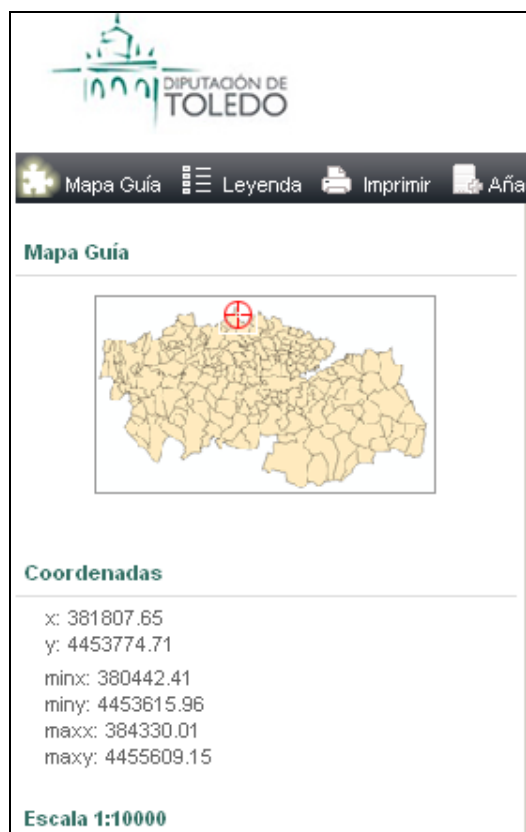 DIPUTACIÓN DE
TOLEDO
Mapa Guía Leyenda Imprimir Aña
Mapa Guía
Coordenadas
x: 381807.65
y: 4453774.71
minx: 380442.41
miny: 4453615.96
maxx: 384330.01
maxy: 4455609.15
Escala 1:10000